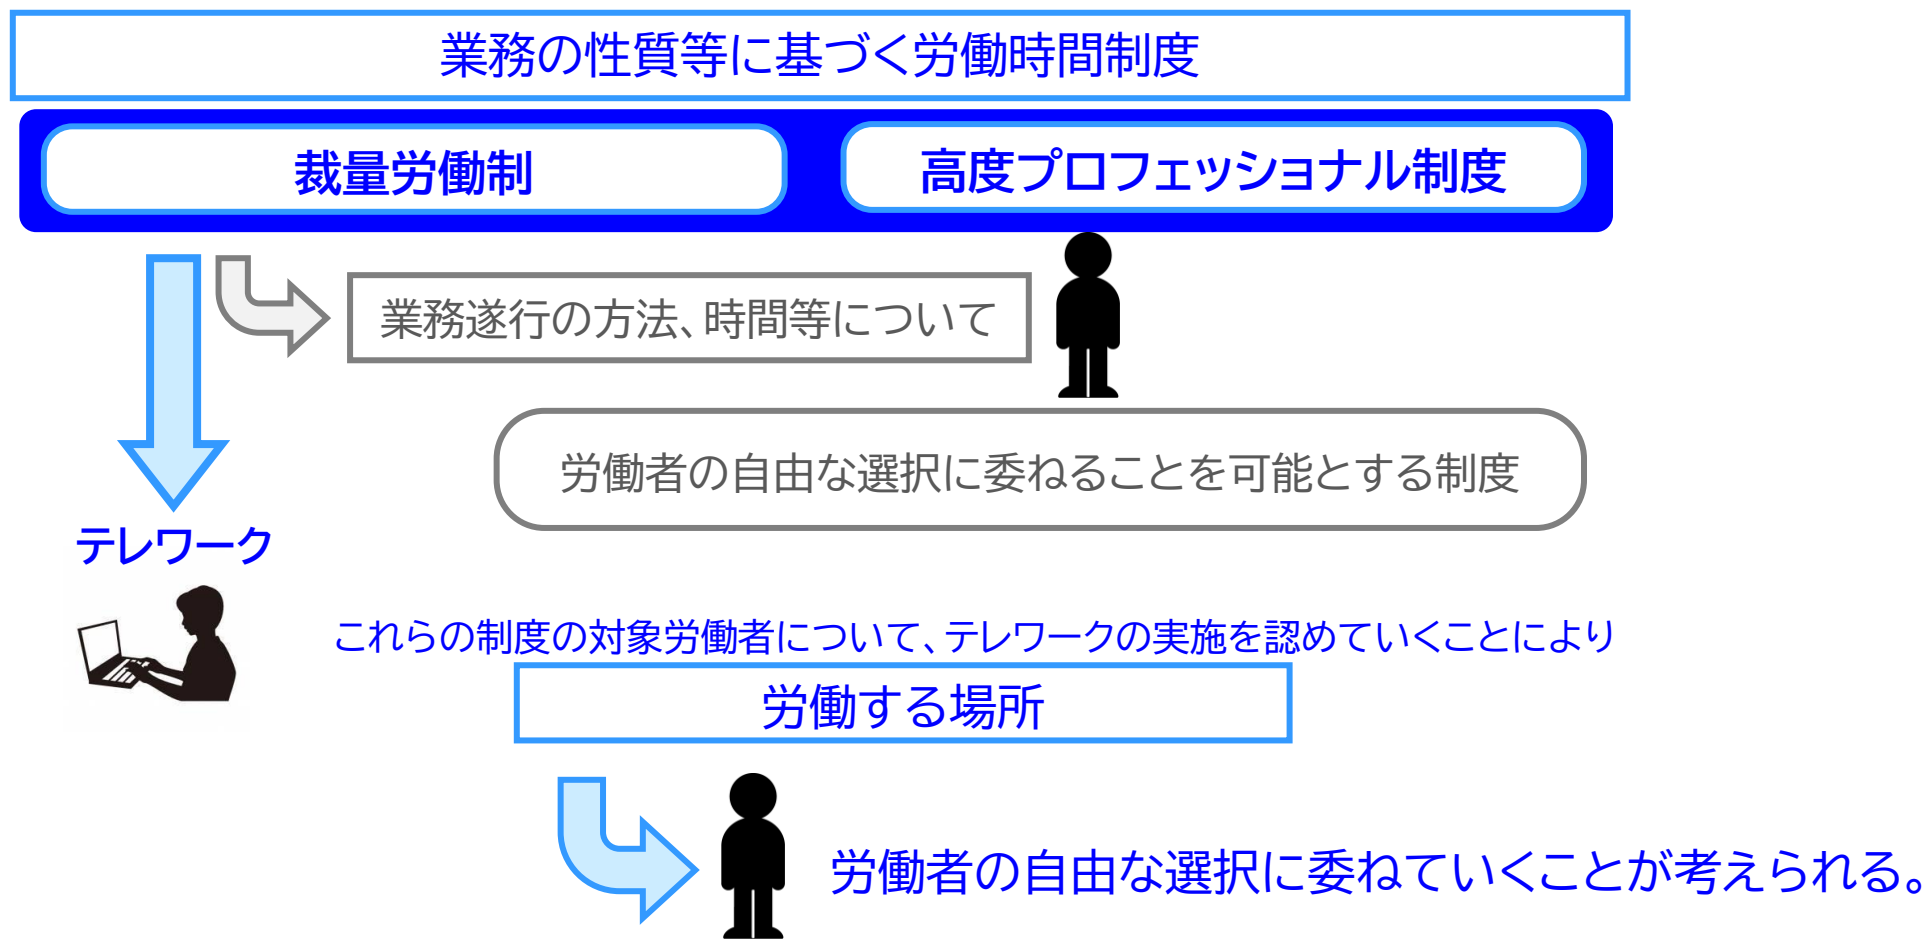 業務の性質等に基づく労働時間制度
裁量労働制
高度プロフェッショナル制度
業務遂行の方法、時間等について
労働者の自由な選択に委ねることを可能とする制度
テレワーク
これらの制度の対象労働者について、テレワークの実施を認めていくことにより
労働する場所
労働者の自由な選択に委ねていくことが考えられる。